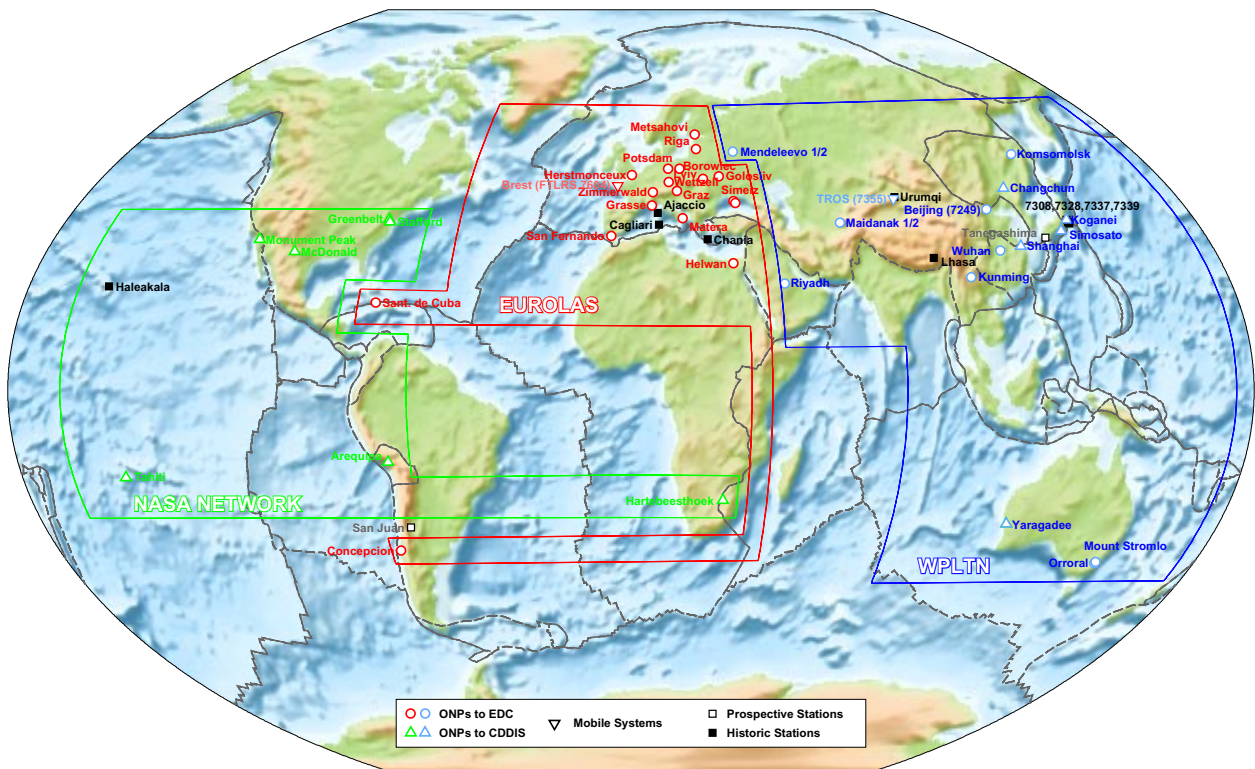 Metsahovi
Riga
Mendeleevo 1/2
Komsomolsk
Potsdam
Borowiec
Lviv
Golosiiv
Herstmonceux
Wettzell
Brest (FTLRS 7604)
Zimmerwald
Graz
Simeiz
Changchun
TROS (7355)
Urumqi
Grasse
Ajaccio
Beijing (7249)
7308,7328,7337,7339
Greenbelt
Stafford
Cagliari
Matera
Maidanak 1/2
Koganei
Monument Peak
San Fernando
Chania
Tanegashima
Simosato
McDonald
Wuhan
Shanghai
Helwan
Lhasa
Haleakala
Riyadh
Kunming
Sant. de Cuba
EUROLAS
Arequipa
Tahiti
NASA NETWORK
Hartebeesthoek
San Juan
Yaragadee
Concepcion
Mount Stromlo
WPLTN
Orroral
ONPs to EDC
Mobile Systems
Prospective Stations
ONPs to CDDIS
Historic Stations